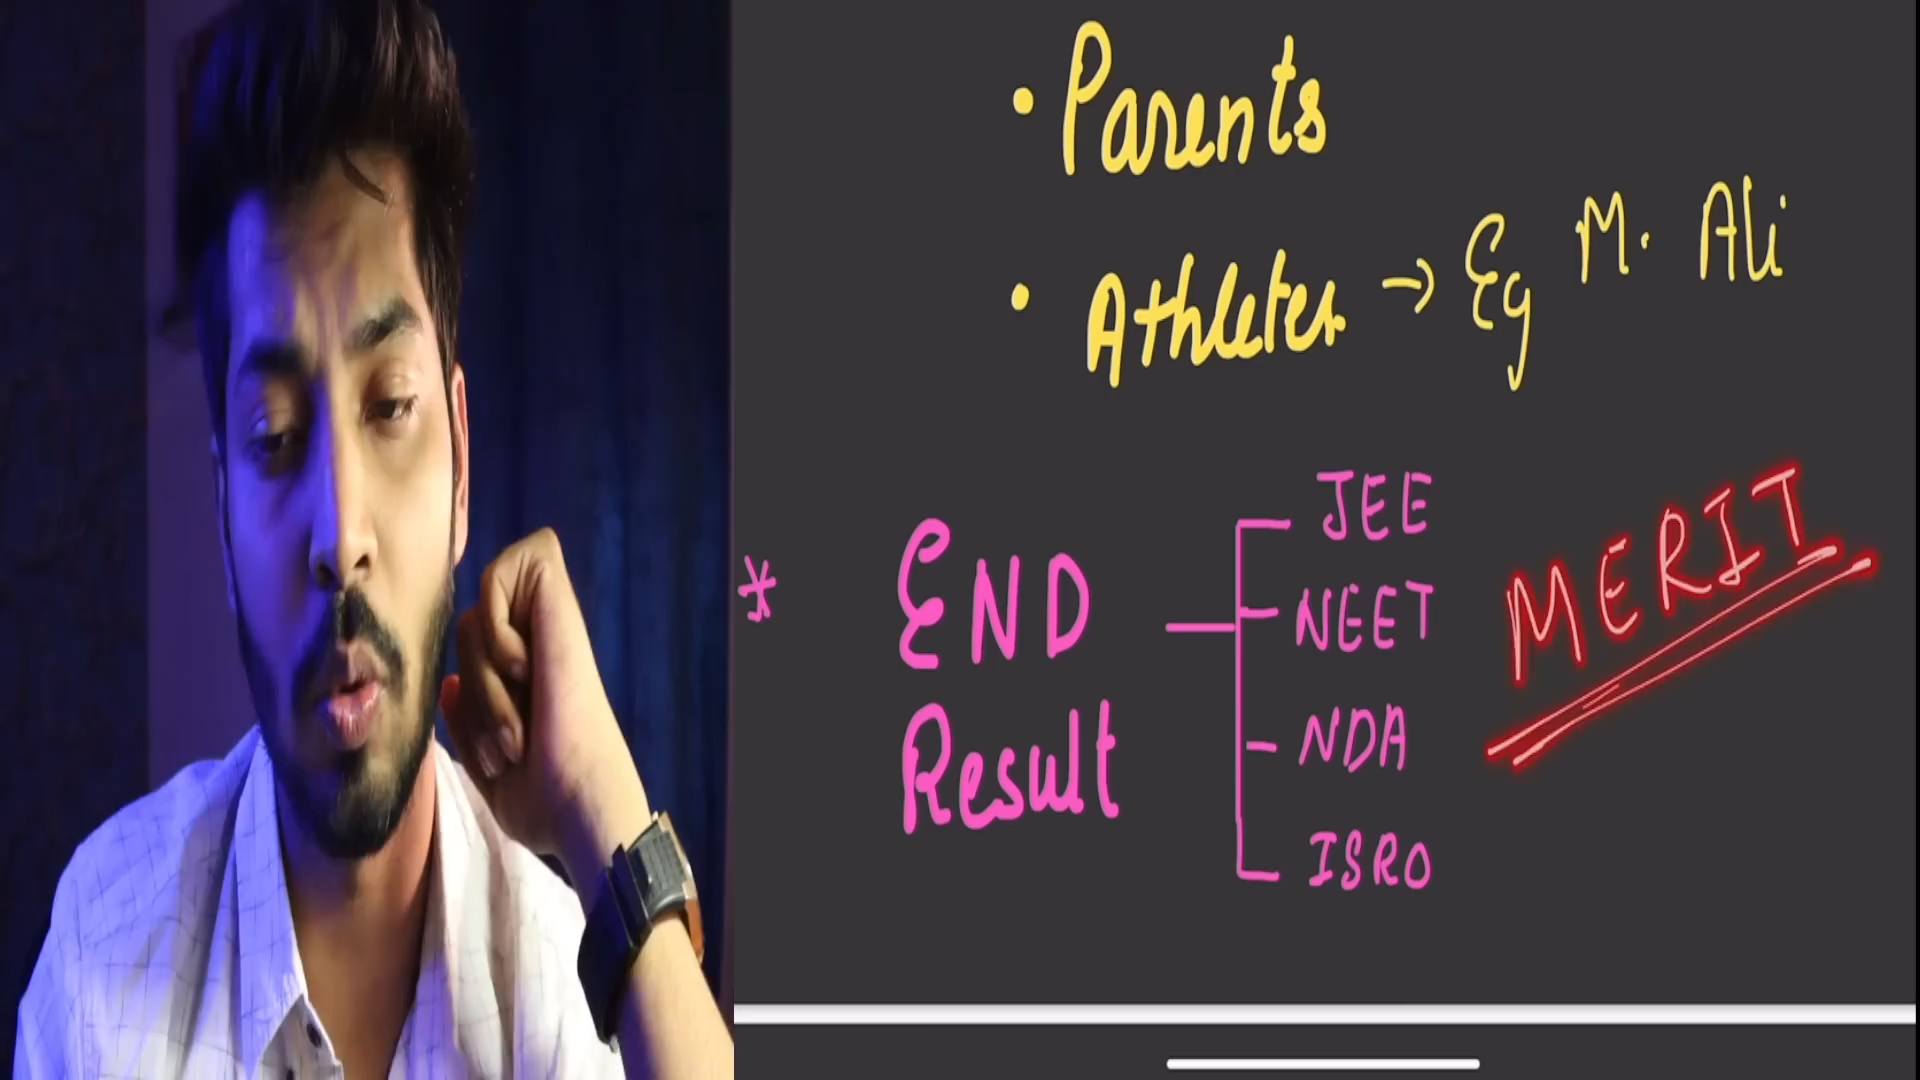 • Parents
• Athletes → Eg M. Ali
* END Result
JEE
NEET
NDA
ISRO
MERIT